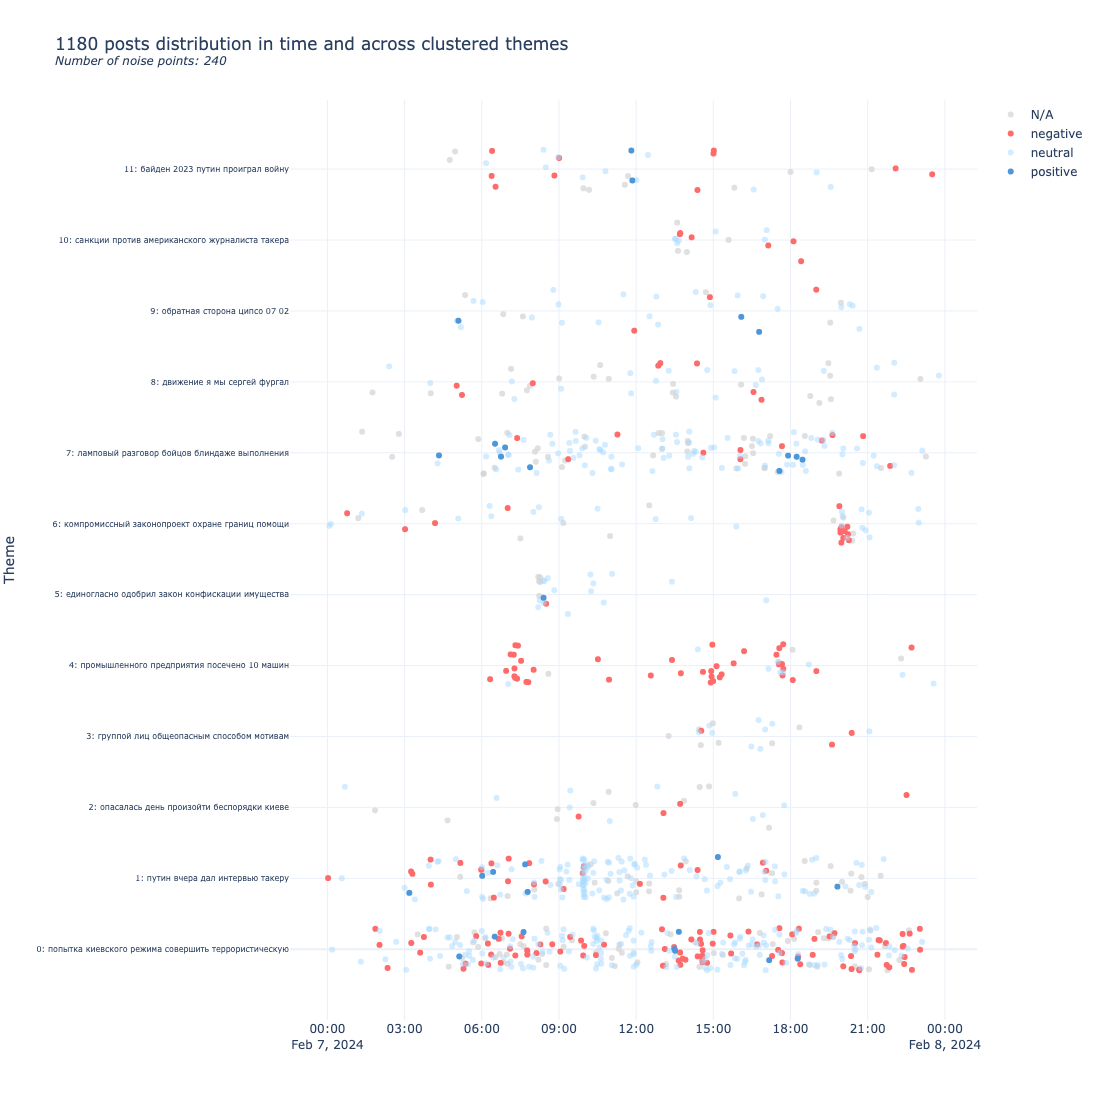 1180 posts distribution in time and across clustered themes
Number of noise points: 240
N/A
negative
neutral
positive
11: байден 2023 путин проиграл войну
10: санкции против американского журналиста такера
9: обратная сторона ципсо 07 02
8: движение я мы сергей фургал
7: ламповый разговор бойцов блиндаже выполнения
6: компромиссный законопроект охране границ помощи
5: единогласно одобрил закон конфискации имущества
4: промышленного предприятия посечено 10 машин
3: группой лиц общеопасным способом мотивам
2: опасалась день произойти беспорядки киеве
1: путин вчера дал интервью такеру
0: попытка киевского режима совершить террористическую
Theme
00:00 03:00 06:00 09:00 12:00 15:00 18:00 21:00 00:00
Feb 7, 2024 Feb 8, 2024